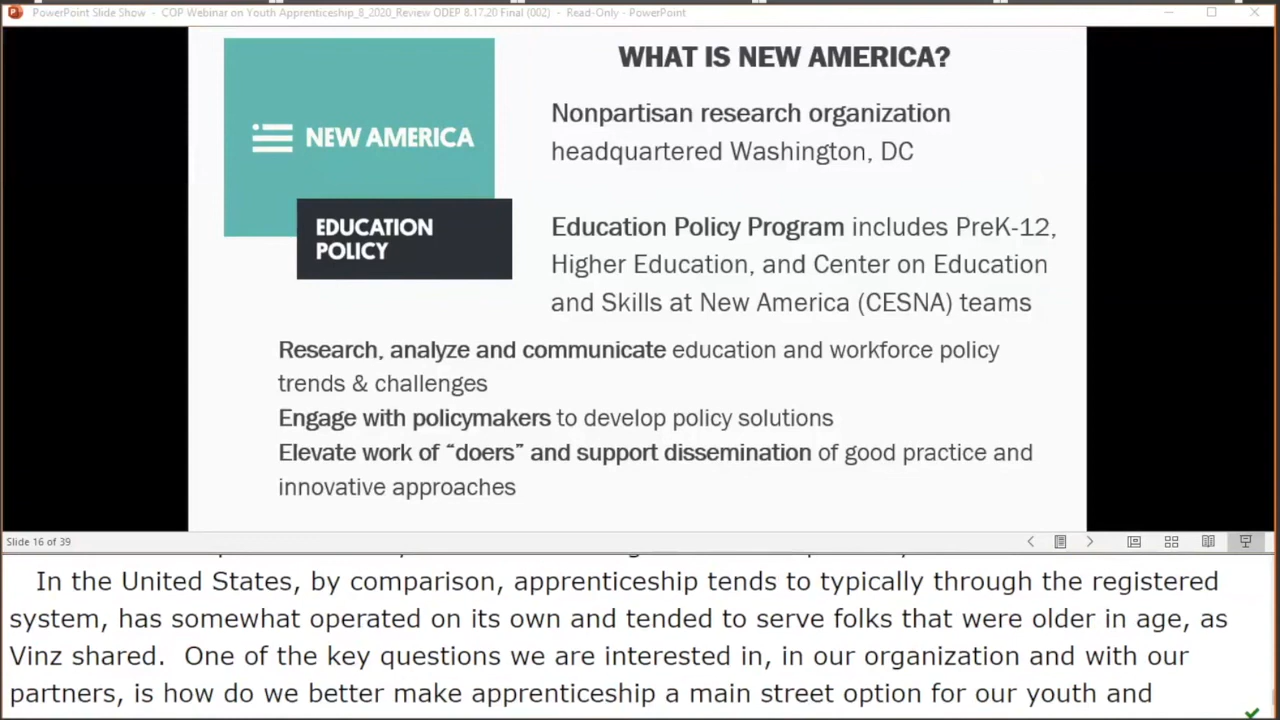 PowerPoint Slide Show - COP Webinar on Youth Apprenticeship_8_2020_Review ODEP 8.17.20 Final (002) - Read-Only - PowerPoint
NEW AMERICA
EDUCATION
POLICY
WHAT IS NEW AMERICA?
Nonpartisan research organization
headquartered Washington, DC
Education Policy Program includes PreK-12,
Higher Education, and Center on Education
and Skills at New America (CESNA) teams
Research, analyze and communicate education and workforce policy
trends & challenges
Engage with policymakers to develop policy solutions
Elevate work of “doers” and support dissemination of good practice and
innovative approaches
Slide 16 of 39
In the United States, by comparison, apprenticeship tends to typically through the registered
system, has somewhat operated on its own and tended to serve folks that were older in age, as
Vinz shared.  One of the key questions we are interested in, in our organization and with our
partners, is how do we better make apprenticeship a main street option for our youth and